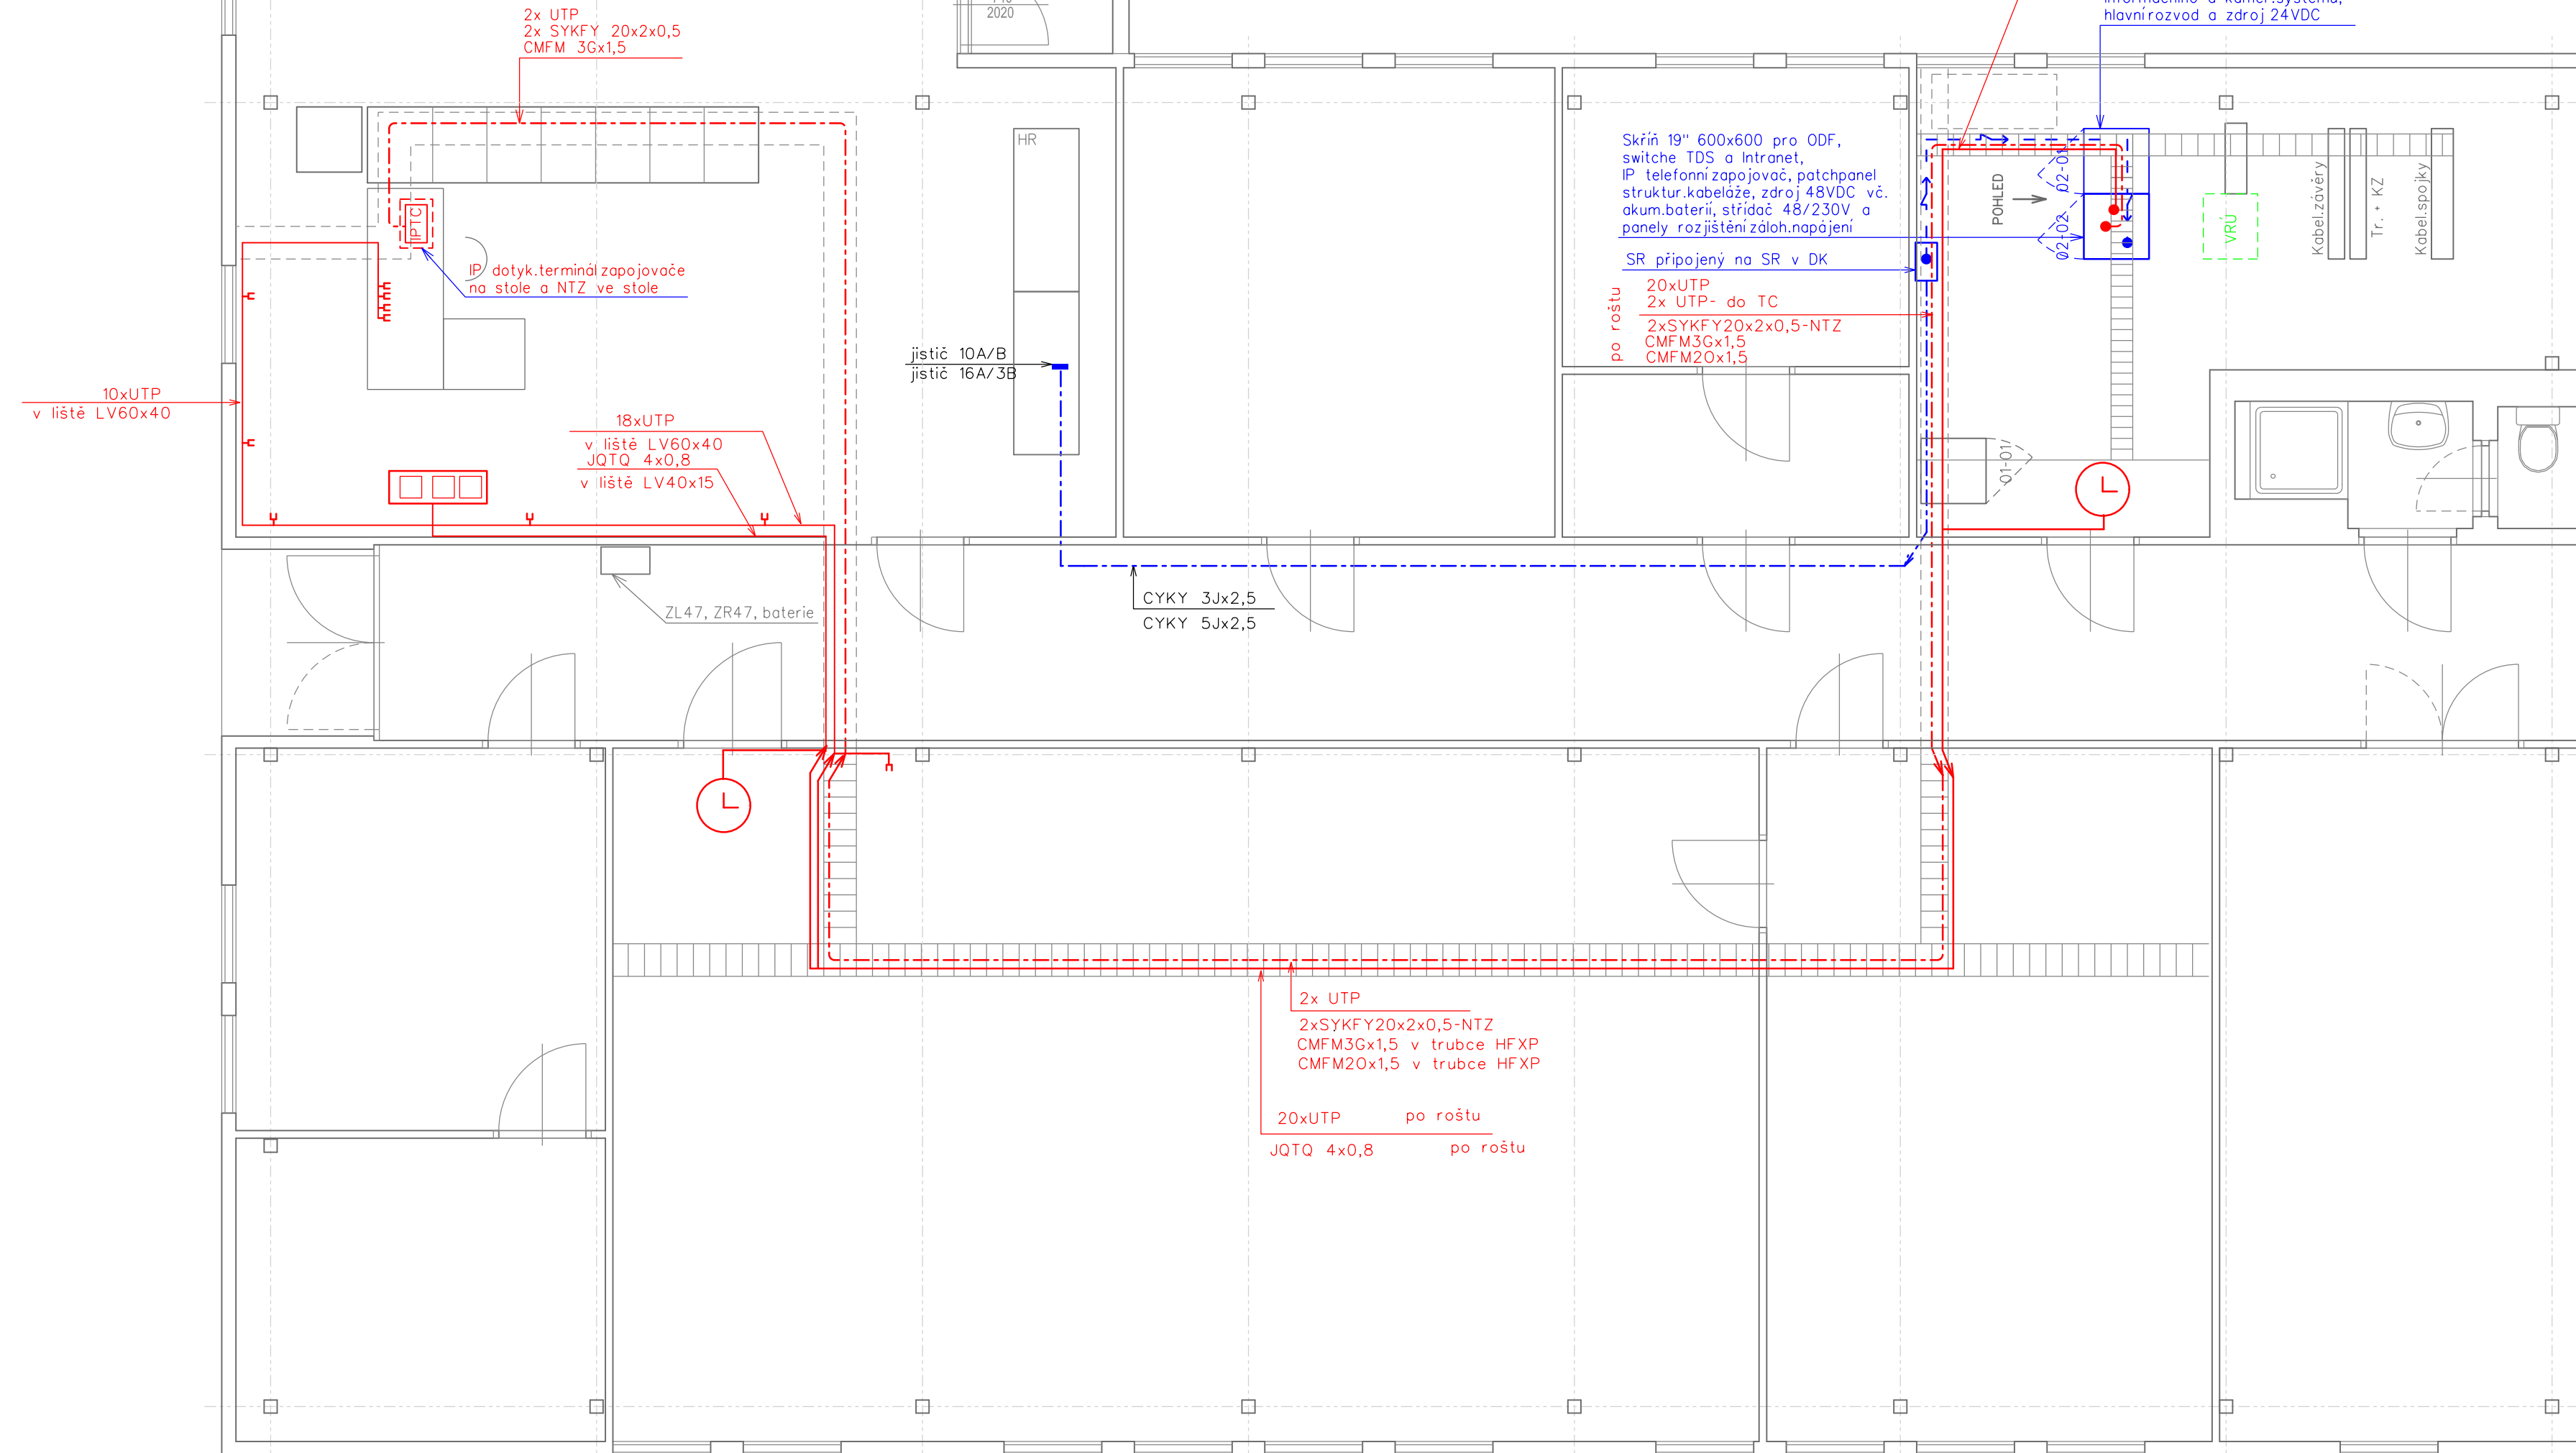 2x UTP
2x SYKFY 20x2x0,5
CMFM 3Gx1,5
2020
hlavní rozvod a zdroj 24VDC
HR
Skříň 19" 600x600 pro ODF,
switche TDS a Intranet,
IP telefonní zapojovač, patchpanel
struktur.kabeláže, zdroj 48VDC vč.
akum.baterií, střídač 48/230V a
panely rozjištění záloh.napájení
SR připojený na SR v DK
20xUTP
2x UTP- do TC
po roštu
2xSYKFY20x2x0,5-NTZ
CMFM3Gx1,5
CMFM2Ox1,5
POHLED
02-01
02-02
VRÚ
Kabel.závěry
Tr. + KZ
Kabel.spojky
IPTC
IP dotyk.terminál zapojovače
na stole a NTZ ve stole
jistič 10A/B
jistič 16A/3B
10xUTP
v liště LV60x40
18xUTP
v liště LV60x40
JQTQ 4x0,8
v liště LV40x15
01-01
ZL47, ZR47, baterie
CYKY 3Jx2,5
CYKY 5Jx2,5
2x UTP
2xSYKFY20x2x0,5-NTZ
CMFM3Gx1,5 v trubce HFXP
CMFM2Ox1,5 v trubce HFXP
20xUTP po roštu
JQTQ 4x0,8 po roštu